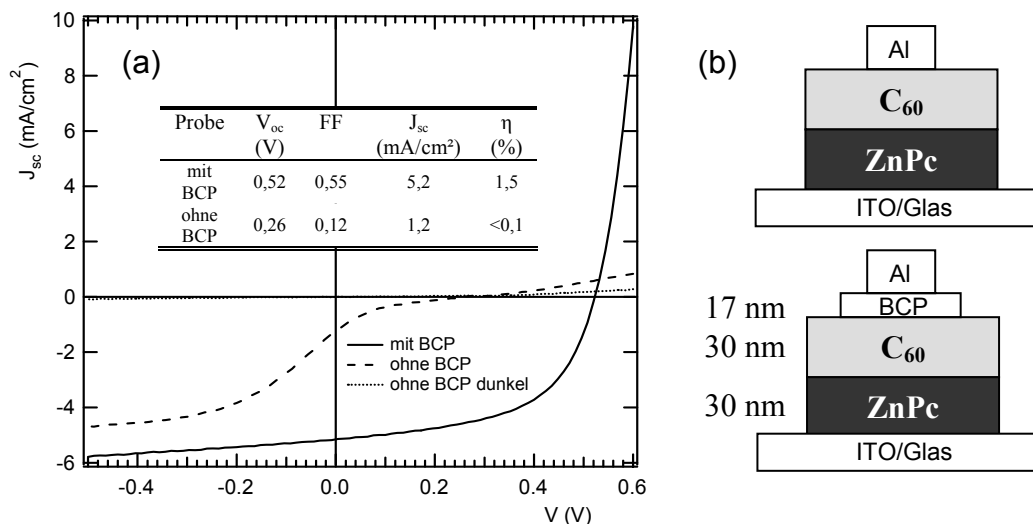 (a)
10
8
6
4
2
0
-2
-4
-6
J_sc (mA/cm²)
Probe V_oc (V) FF J_sc (mA/cm²) η (%)
mit BCP 0,52 0,55 5,2 1,5
ohne BCP 0,26 0,12 1,2 <0,1
mit BCP
ohne BCP
ohne BCP dunkel
-0.4 -0.2 0.0 0.2 0.4 0.6
V (V)
(b)
Al
C₆₀
ZnPc
ITO/Glas
Al
17 nm BCP
30 nm C₆₀
30 nm ZnPc
ITO/Glas